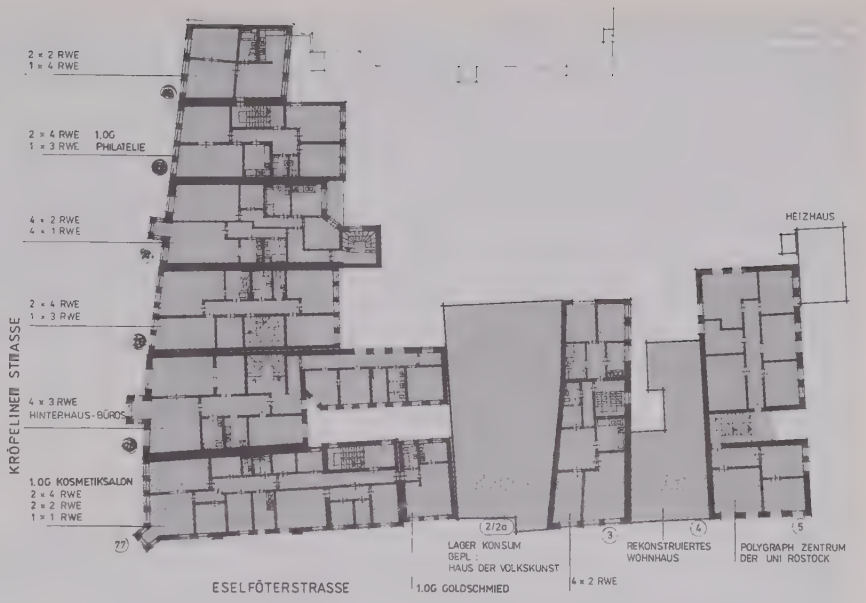 2 × 2 RWE
1 × 4 RWE
2 × 4 RWE 1.OG
1 × 3 RWE PHILATELIE
4 × 2 RWE
4 × 1 RWE
2 × 4 RWE
1 × 3 RWE
4 × 3 RWE
HINTERHAUS-BÜROS
1.OG KOSMETIKSALON
2 × 4 RWE
2 × 2 RWE
1 × 1 RWE
KRÖPELINER STRASSE
77
ESELFÖTERSTRASSE
1.OG GOLDSCHMIED
2/2a
LAGER KONSUM
GEPL :
HAUS DER VOLKSKUNST
4 × 2 RWE
3
REKONSTRUIERTES
WOHNHAUS
4
5
POLYGRAPH ZENTRUM
DER UNI ROSTOCK
HEIZHAUS